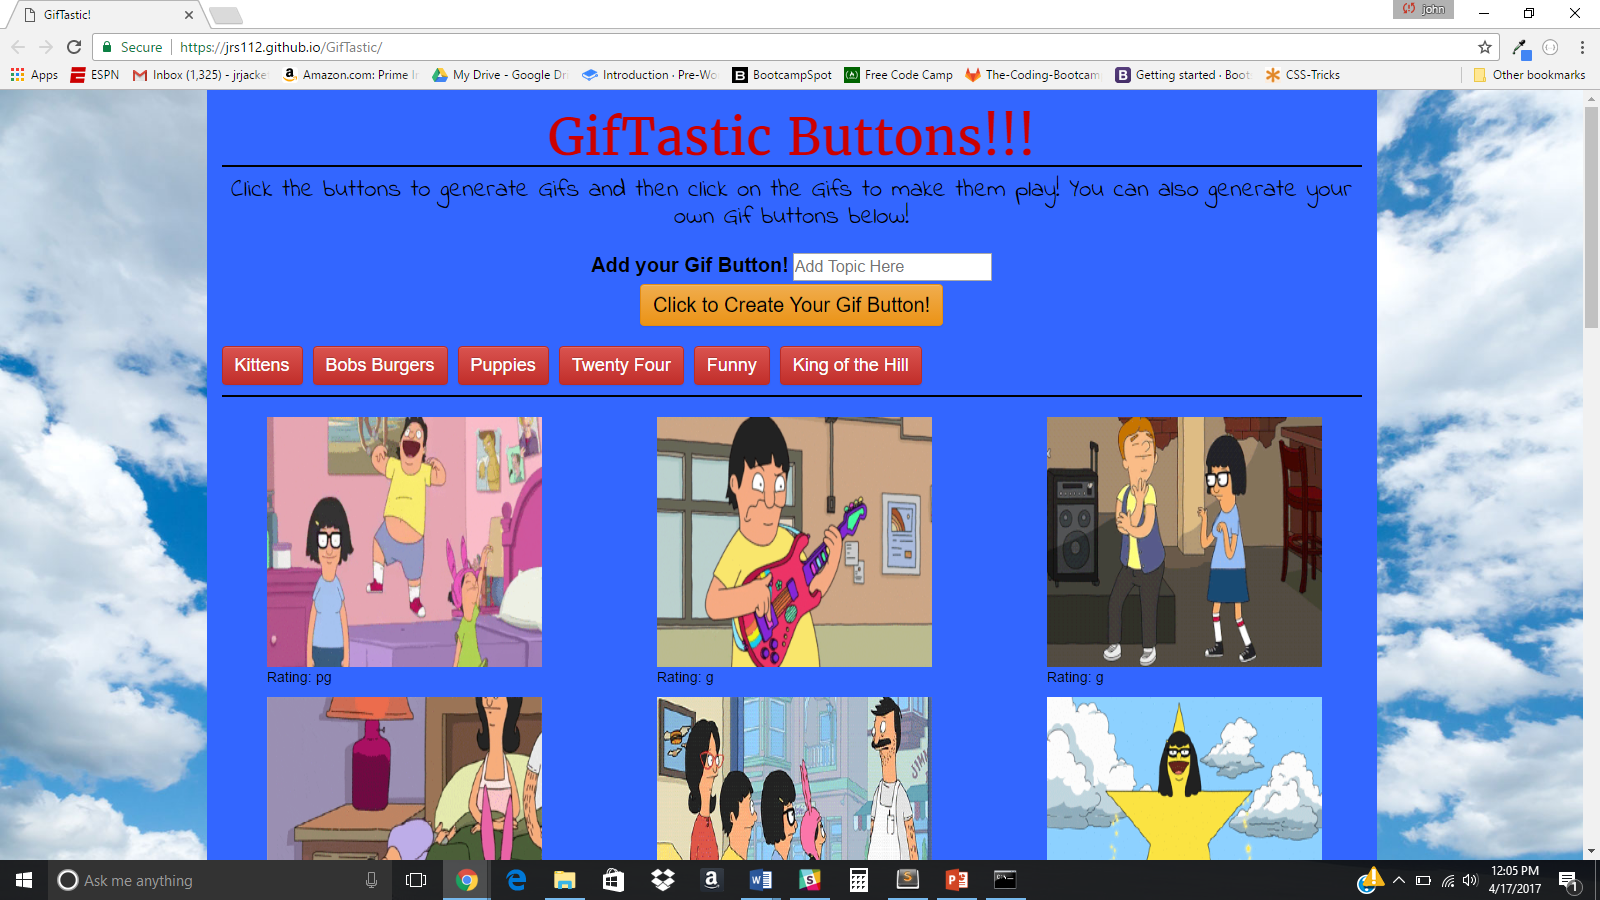 GifTastic!
john
Secure https://jrs112.github.io/GifTastic/
Apps ESPN Inbox (1,325) - jrjacke Amazon.com: Prime My Drive - Google Introduction · Pre-Wo BootcampSpot Free Code Camp The-Coding-Bootcam Getting started · Boot CSS-Tricks Other bookmarks
GifTastic Buttons!!!
Click the buttons to generate Gifs and then click on the Gifs to make them play! You can also generate your
own Gif buttons below!
Add your Gif Button! Add Topic Here
Click to Create Your Gif Button!
Kittens Bobs Burgers Puppies Twenty Four Funny King of the Hill
Rating: pg Rating: g Rating: g
Ask me anything
12:05 PM
4/17/2017
1